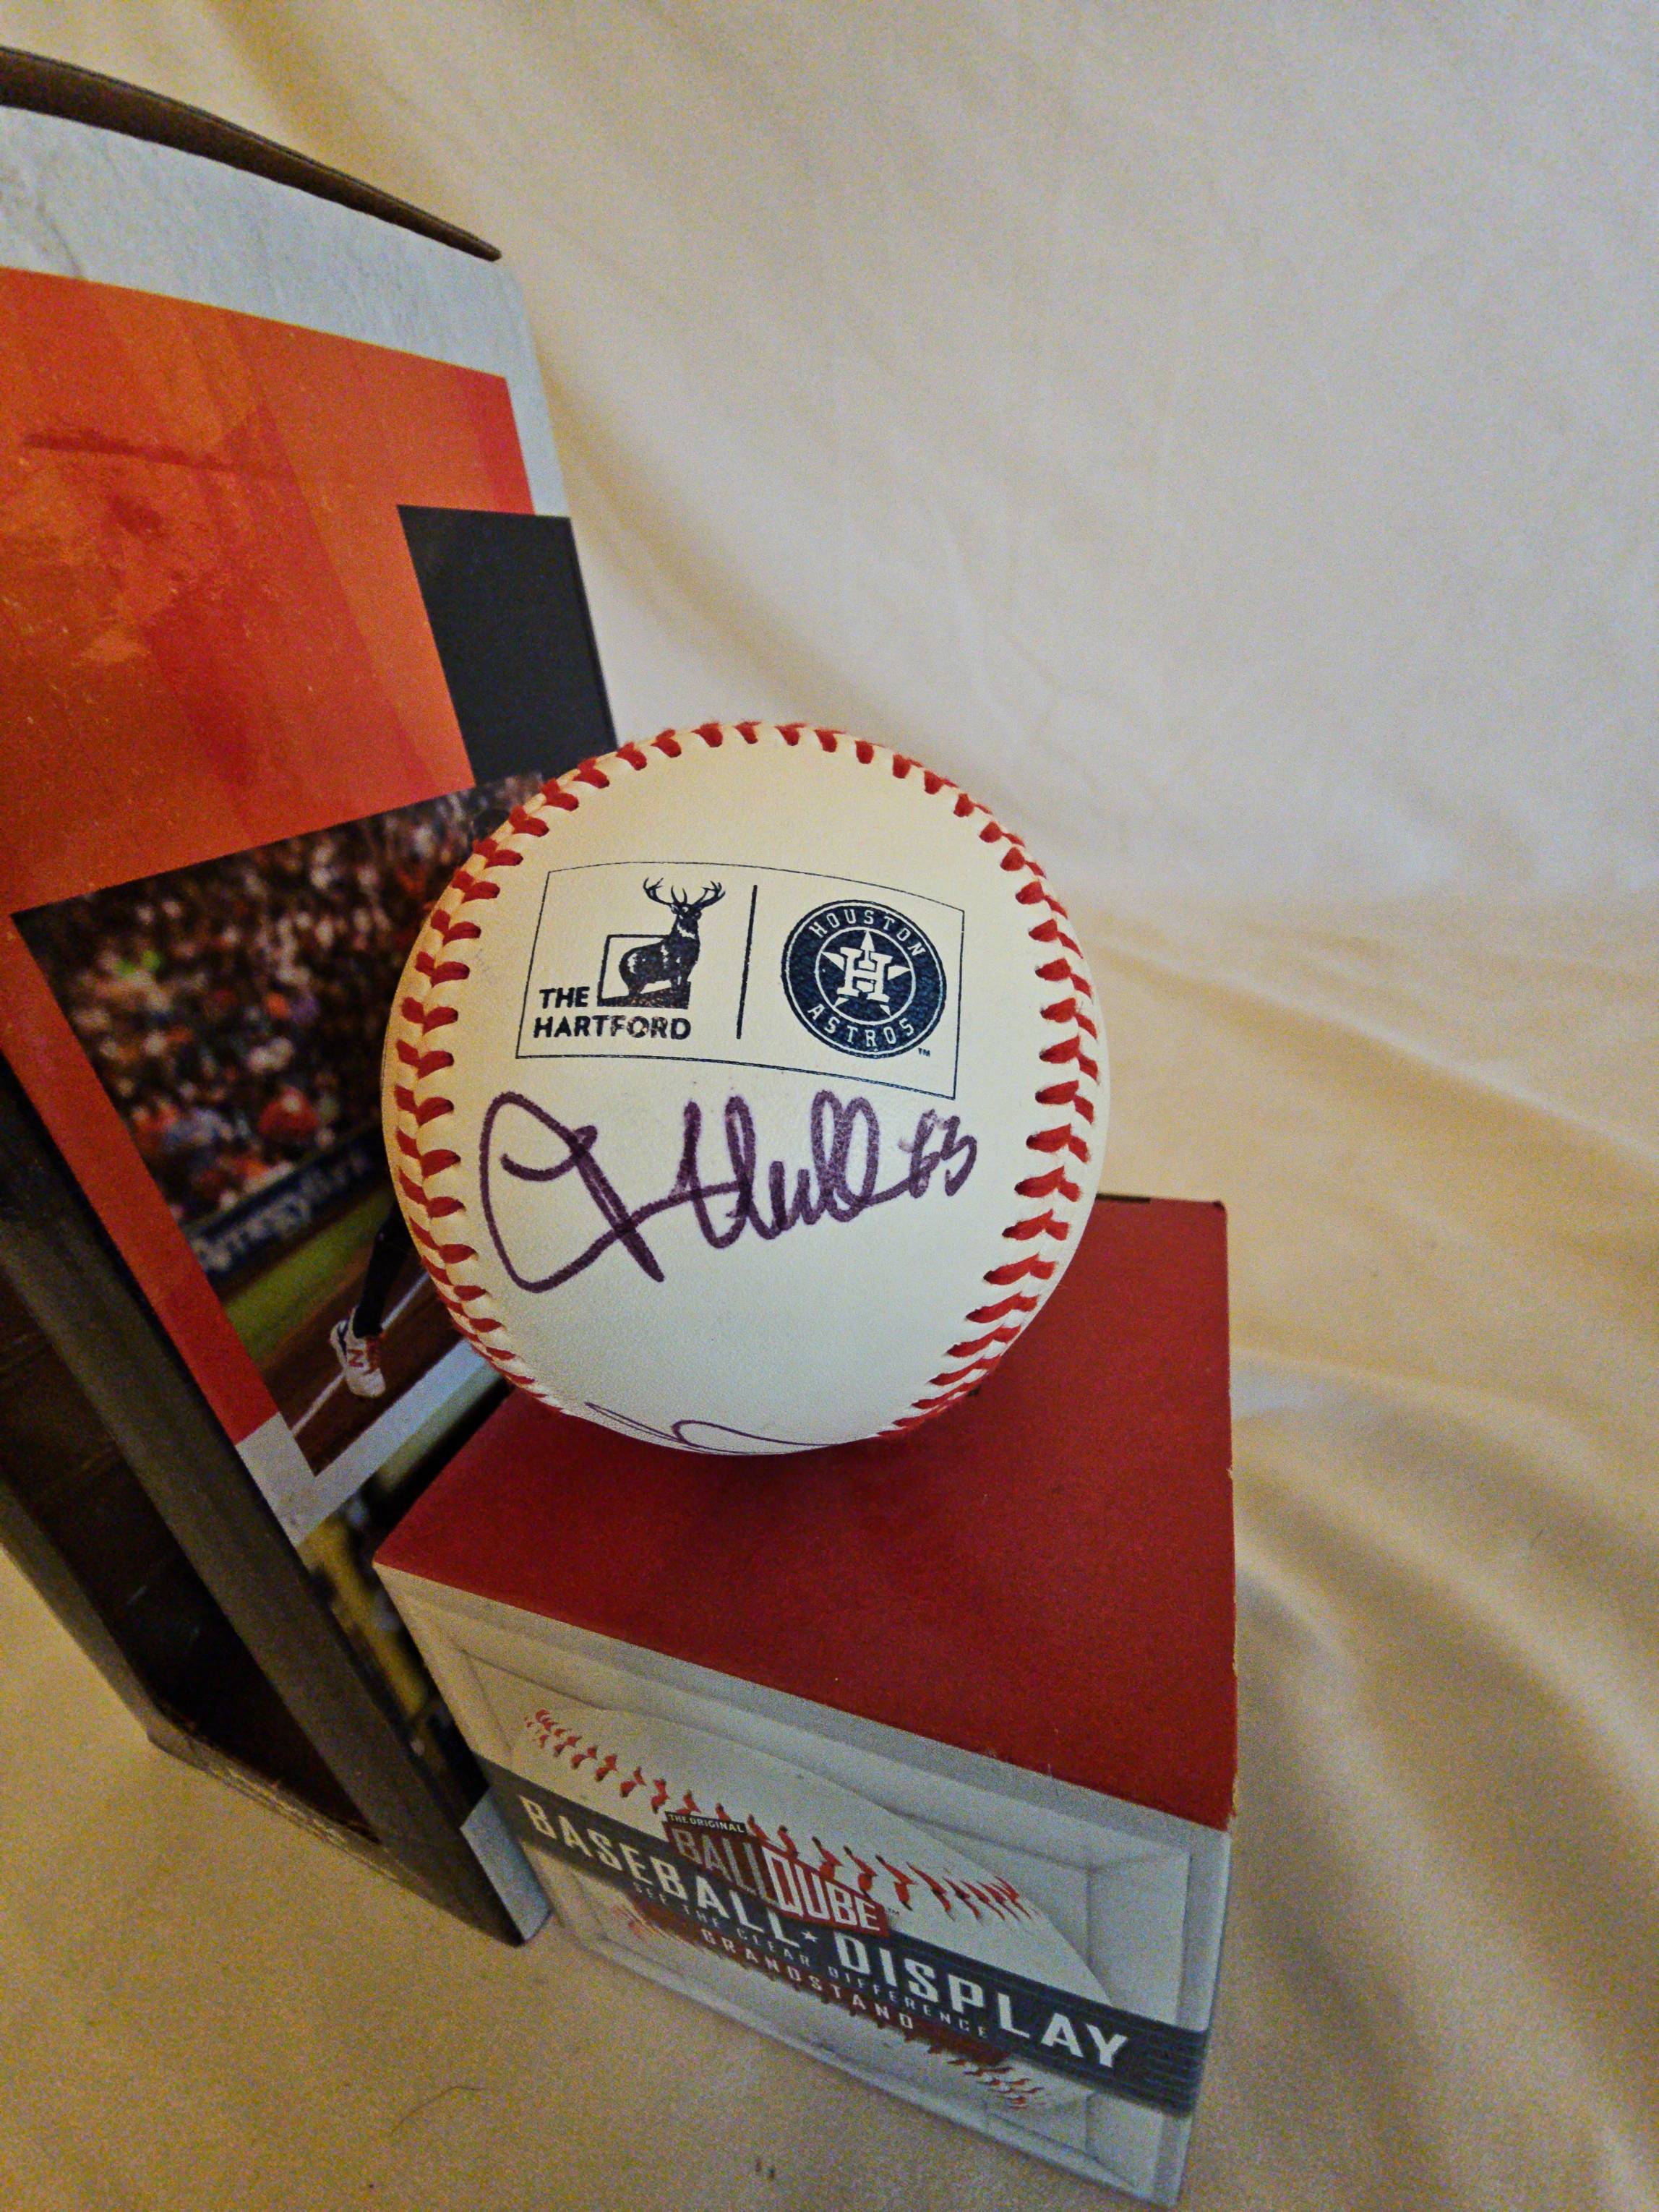 THE
HARTFORD
HOUSTON
ASTROS
TM
N
THE ORIGINAL
BALLQUBE
BASEBALL ★ DISPLAY
SEE THE CLEAR DIFFERENCE
GRANDSTAND